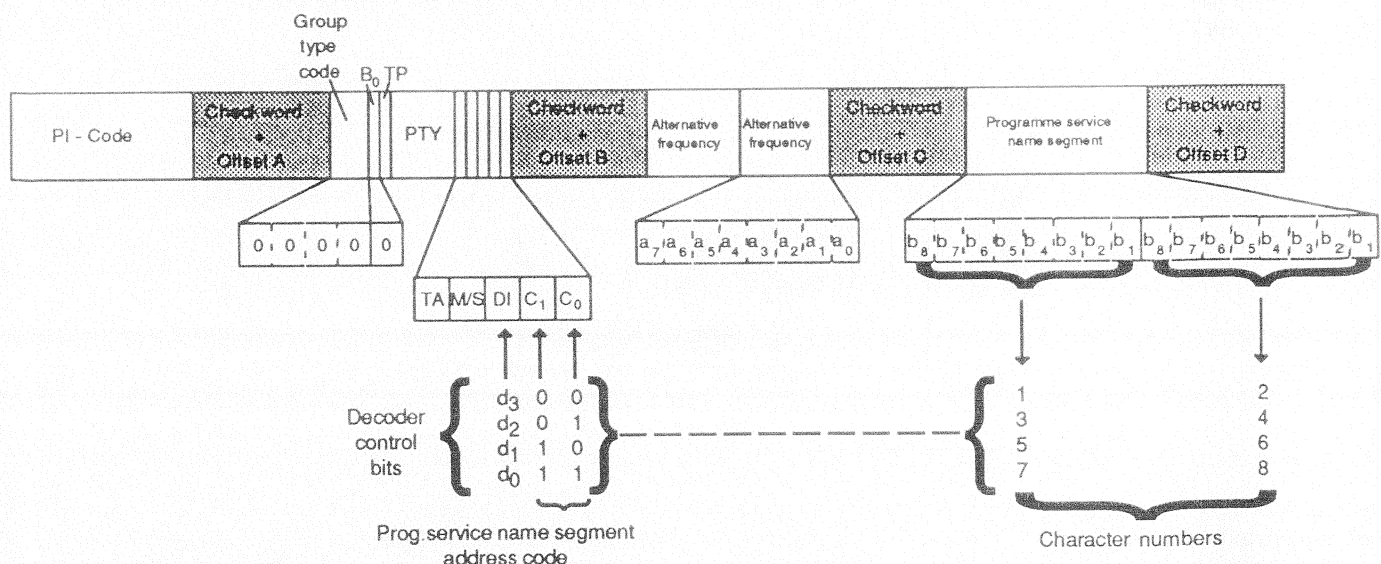 Group
type
code
B0 TP
PI - Code
Checkword
+
Offset A
PTY
Checkword
+
Offset B
Alternative
frequency
Alternative
frequency
Checkword
+
Offset C
Programme service
name segment
Checkword
+
Offset D
0 0 0 0 0
a7 a6 a5 a4 a3 a2 a1 a0
b8 b7 b6 b5 b4 b3 b2 b1 b8 b7 b6 b5 b4 b3 b2 b1
TA M/S DI C1 C0
Decoder
control
bits
d3 0 0
d2 0 1
d1 1 0
d0 1 1
1 2
3 4
5 6
7 8
Prog.service name segment
address code
Character numbers